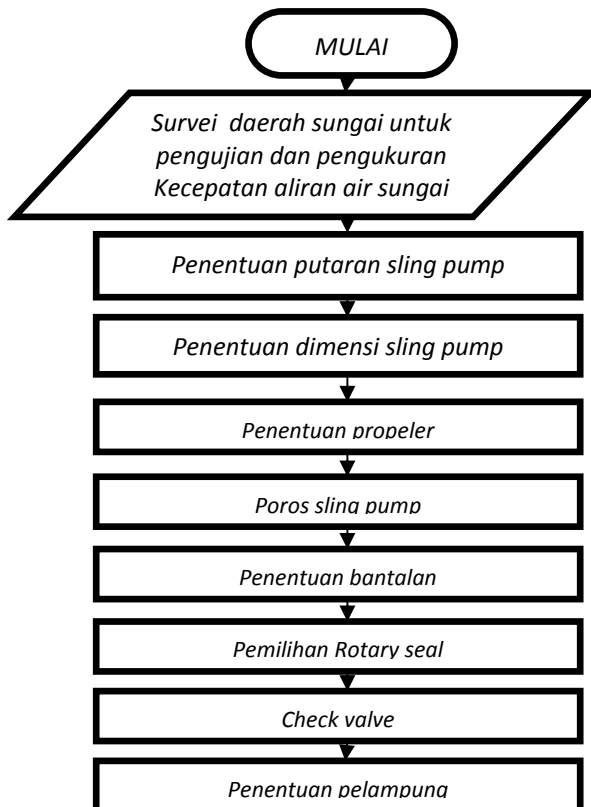 MULAI
Survei daerah sungai untuk
pengujian dan pengukuran
Kecepatan aliran air sungai
Penentuan putaran sling pump
Penentuan dimensi sling pump
Penentuan propeler
Poros sling pump
Penentuan bantalan
Pemilihan Rotary seal
Check valve
Penentuan pelampung